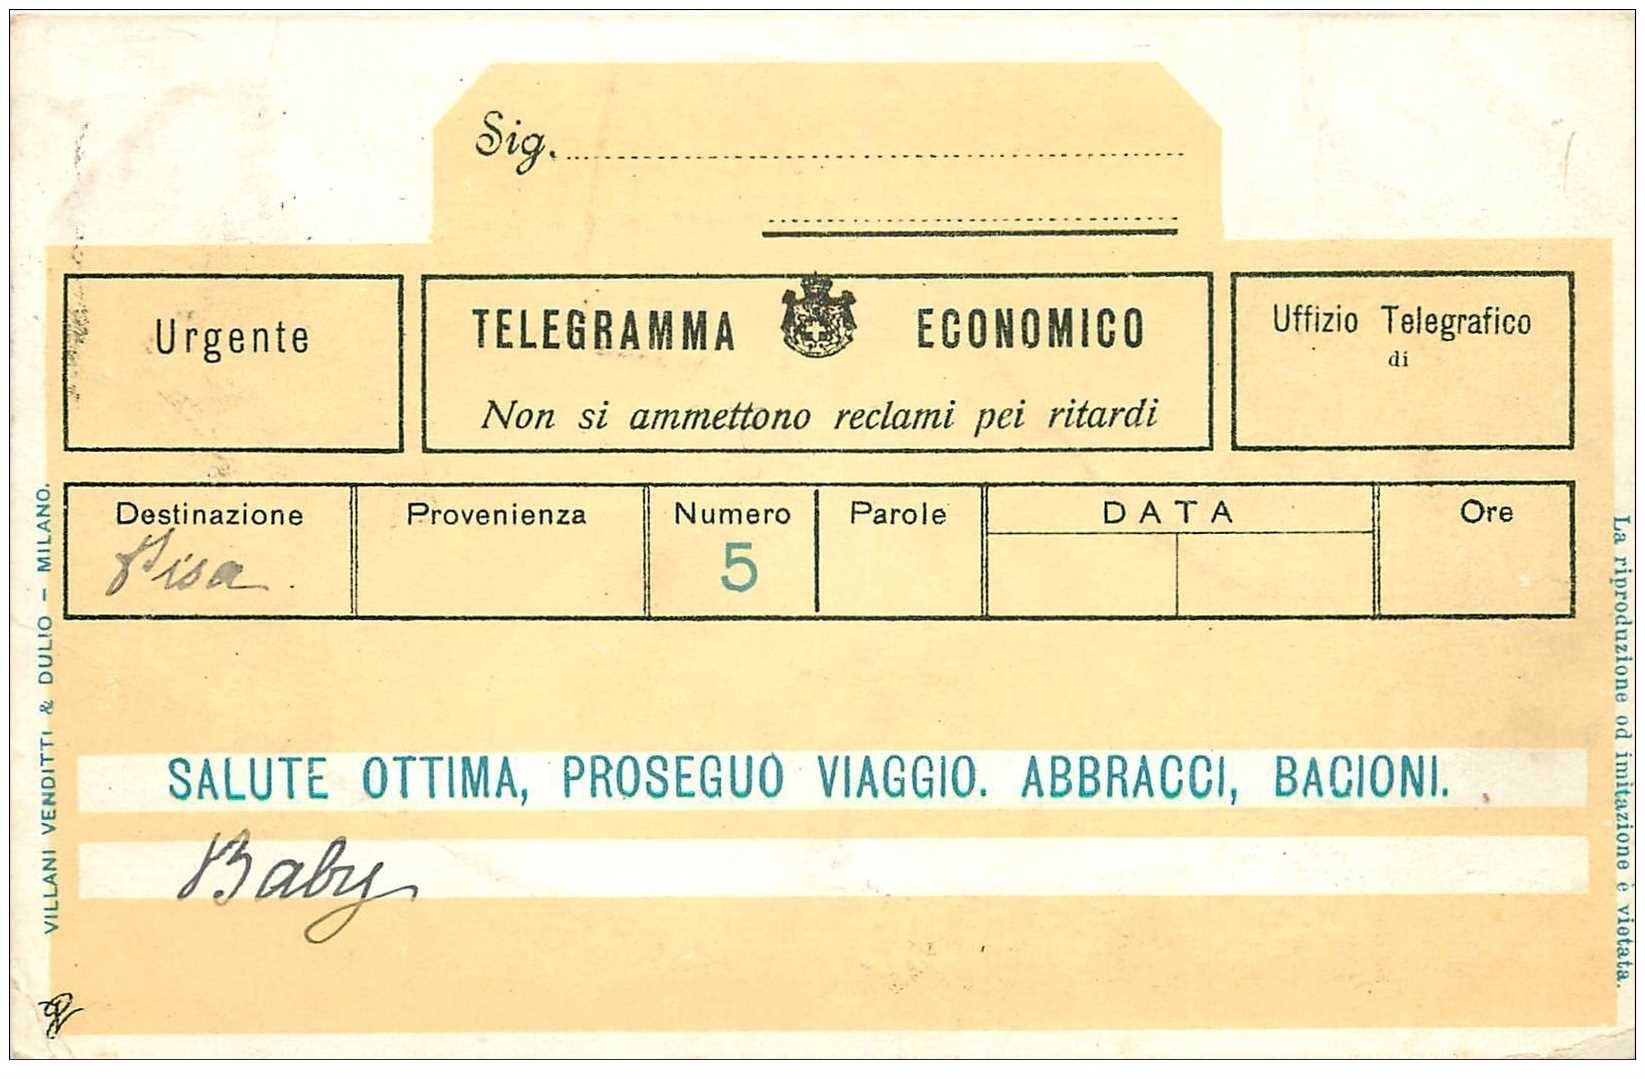 Sig.
Urgente
TELEGRAMMA ECONOMICO
Non si ammettono reclami pei ritardi
Uffizio Telegrafico
di
Destinazione Provenienza Numero Parole DATA Ore
Pisa. 5
SALUTE OTTIMA, PROSEGUO VIAGGIO. ABBRACCI, BACIONI.
Baby
VILLANI VENDITTI & DULIO – MILANO.
La riproduzione od imitazione è vietata.